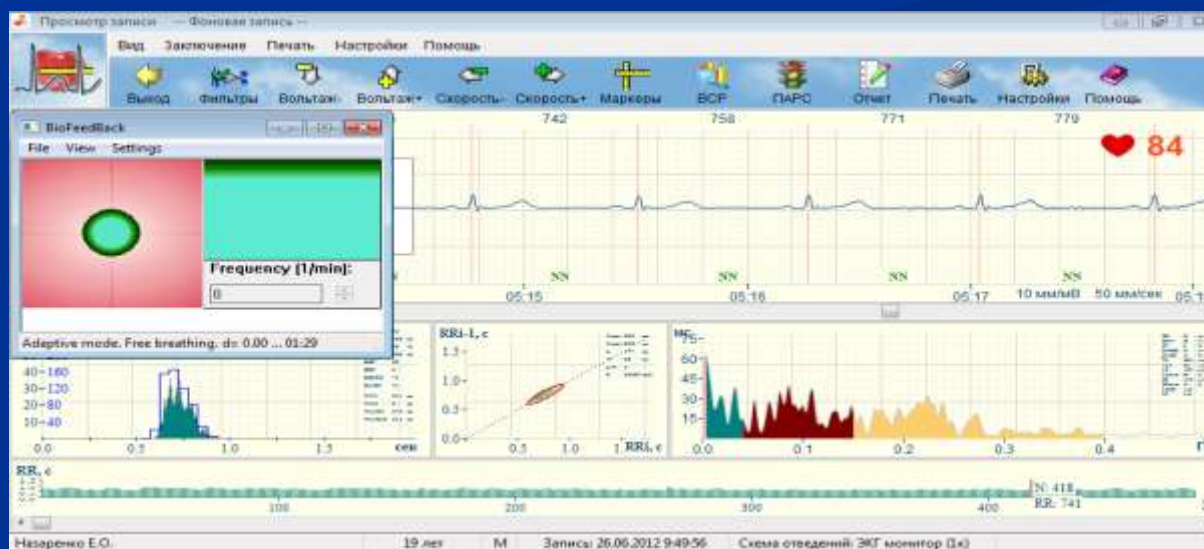 Просмотр записи -- Фоновая запись --
Вид Заключение Печать Настройки Помощь
Выход Фильтры Вольтаж- Вольтаж+ Скорость- Скорость+ Маркеры ВСР ПАРС Отчет Печать Настройки Помощь
BioFeedBack
File View Settings
742 758 771 779
84
Frequency (1/min):
0
NN NN NN NN
05:15 05:16 05:17 10 мм/мВ 50 мм/сек
Adaptive mode. Free breathing. d= 0.00 ... 01:29
40 160
30 120
20 80
10 40
0.0 0.5 1.0 1.5 сек
RRi-1, с
1.5
1.0
0.5
0.0
0.5 1.0 1 RRi, с
мс
75
60
45
30
15
0.0 0.1 0.2 0.3 0.4 Г
RR, с
N: 418
RR: 741
100 200 300 400
Назаренко Е.О. 19 лет М Запись: 26.06.2012 9:49:56 Схема отведений: ЭКГ монитор (1к)